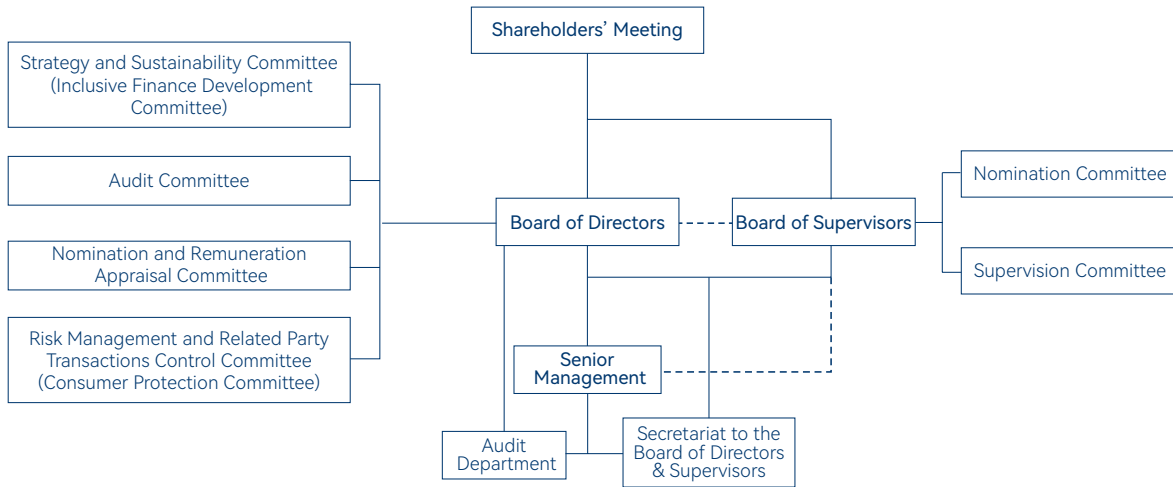 Shareholders’ Meeting
Strategy and Sustainability Committee
(Inclusive Finance Development
Committee)
Audit Committee
Nomination and Remuneration
Appraisal Committee
Risk Management and Related Party
Transactions Control Committee
(Consumer Protection Committee)
Board of Directors
Board of Supervisors
Nomination Committee
Supervision Committee
Senior
Management
Audit
Department
Secretariat to the
Board of Directors
& Supervisors